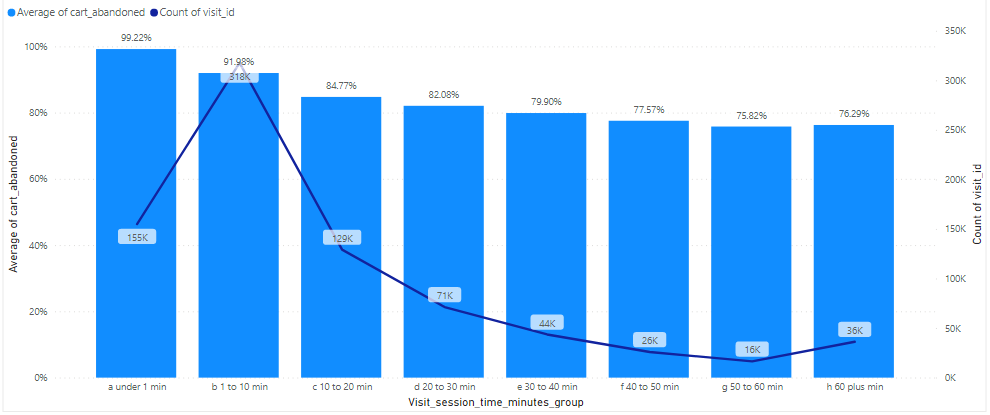 Average of cart_abandoned Count of visit_id
350K
99.22%
100%
91.98%
318K
300K
84.77%
82.08%
79.90%
80%
77.57%
75.82%
76.29%
250K
Average of cart_abandoned
60%
200K
Count of visit_id
155K
129K
150K
40%
100K
71K
20%
44K
26K
16K
36K
50K
0%
0K
a under 1 min
b 1 to 10 min
c 10 to 20 min
d 20 to 30 min
e 30 to 40 min
f 40 to 50 min
g 50 to 60 min
h 60 plus min
Visit_session_time_minutes_group